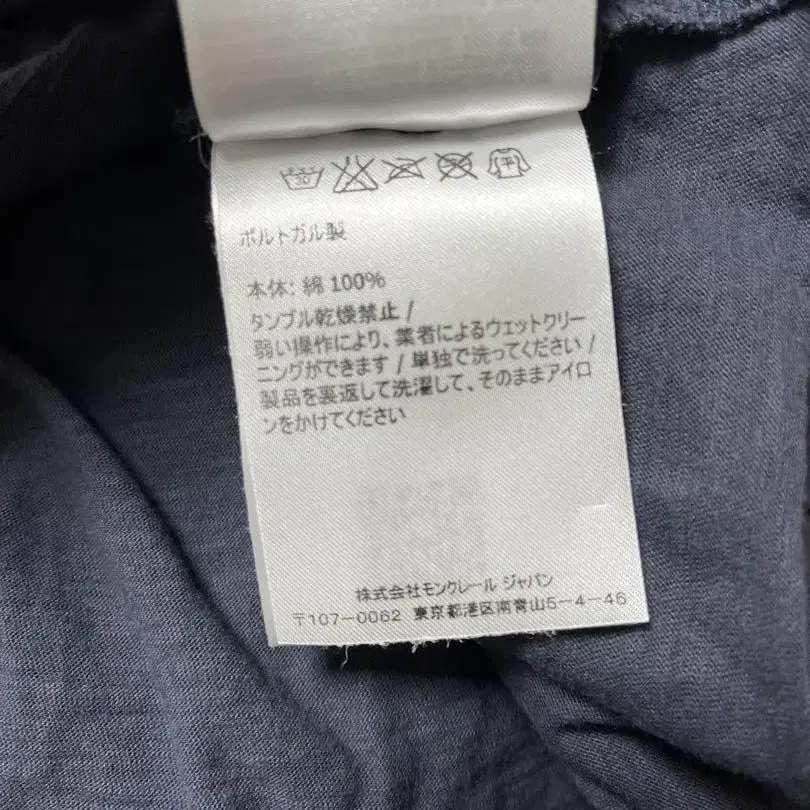 30 平
ポルトガル製
本体: 綿 100%
タンブル乾燥禁止 /
弱い操作により、業者によるウェットクリー
ニングができます / 単独で洗ってください /
製品を裏返して洗濯して、そのままアイロ
ンをかけてください
株式会社モンクレール ジャパン
〒107-0062 東京都港区南青山5-4-46